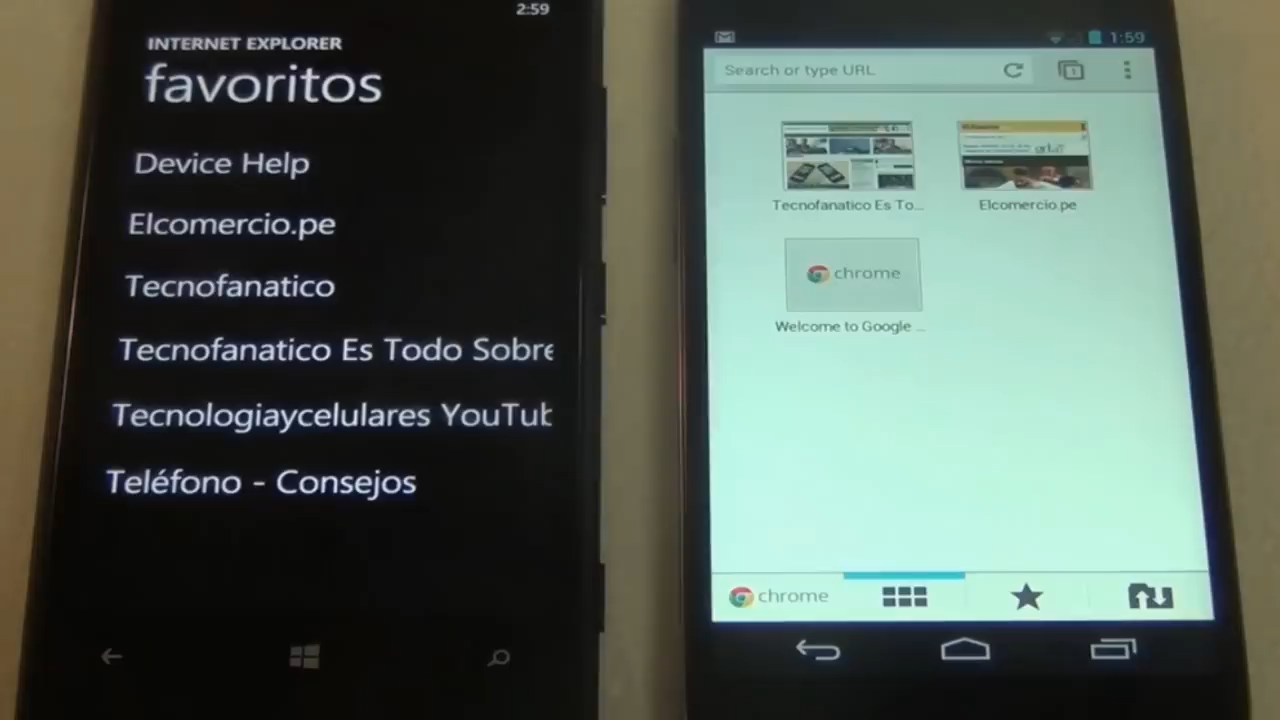 2:59
INTERNET EXPLORER
favoritos
Device Help
Elcomercio.pe
Tecnofanatico
Tecnofanatico Es Todo Sobre
Tecnologiaycelulares YouTub
Teléfono - Consejos
1:59
Search or type URL
1
Tecnofanatico Es To...
Elcomercio.pe
chrome
Welcome to Google ...
chrome